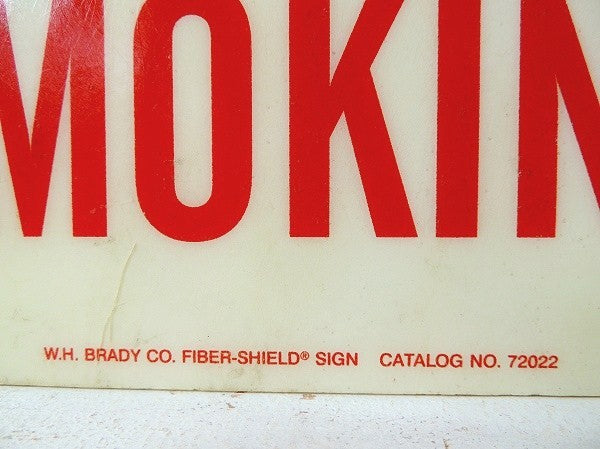 MOKIN
W.H. BRADY CO. FIBER-SHIELD® SIGN CATALOG NO. 72022